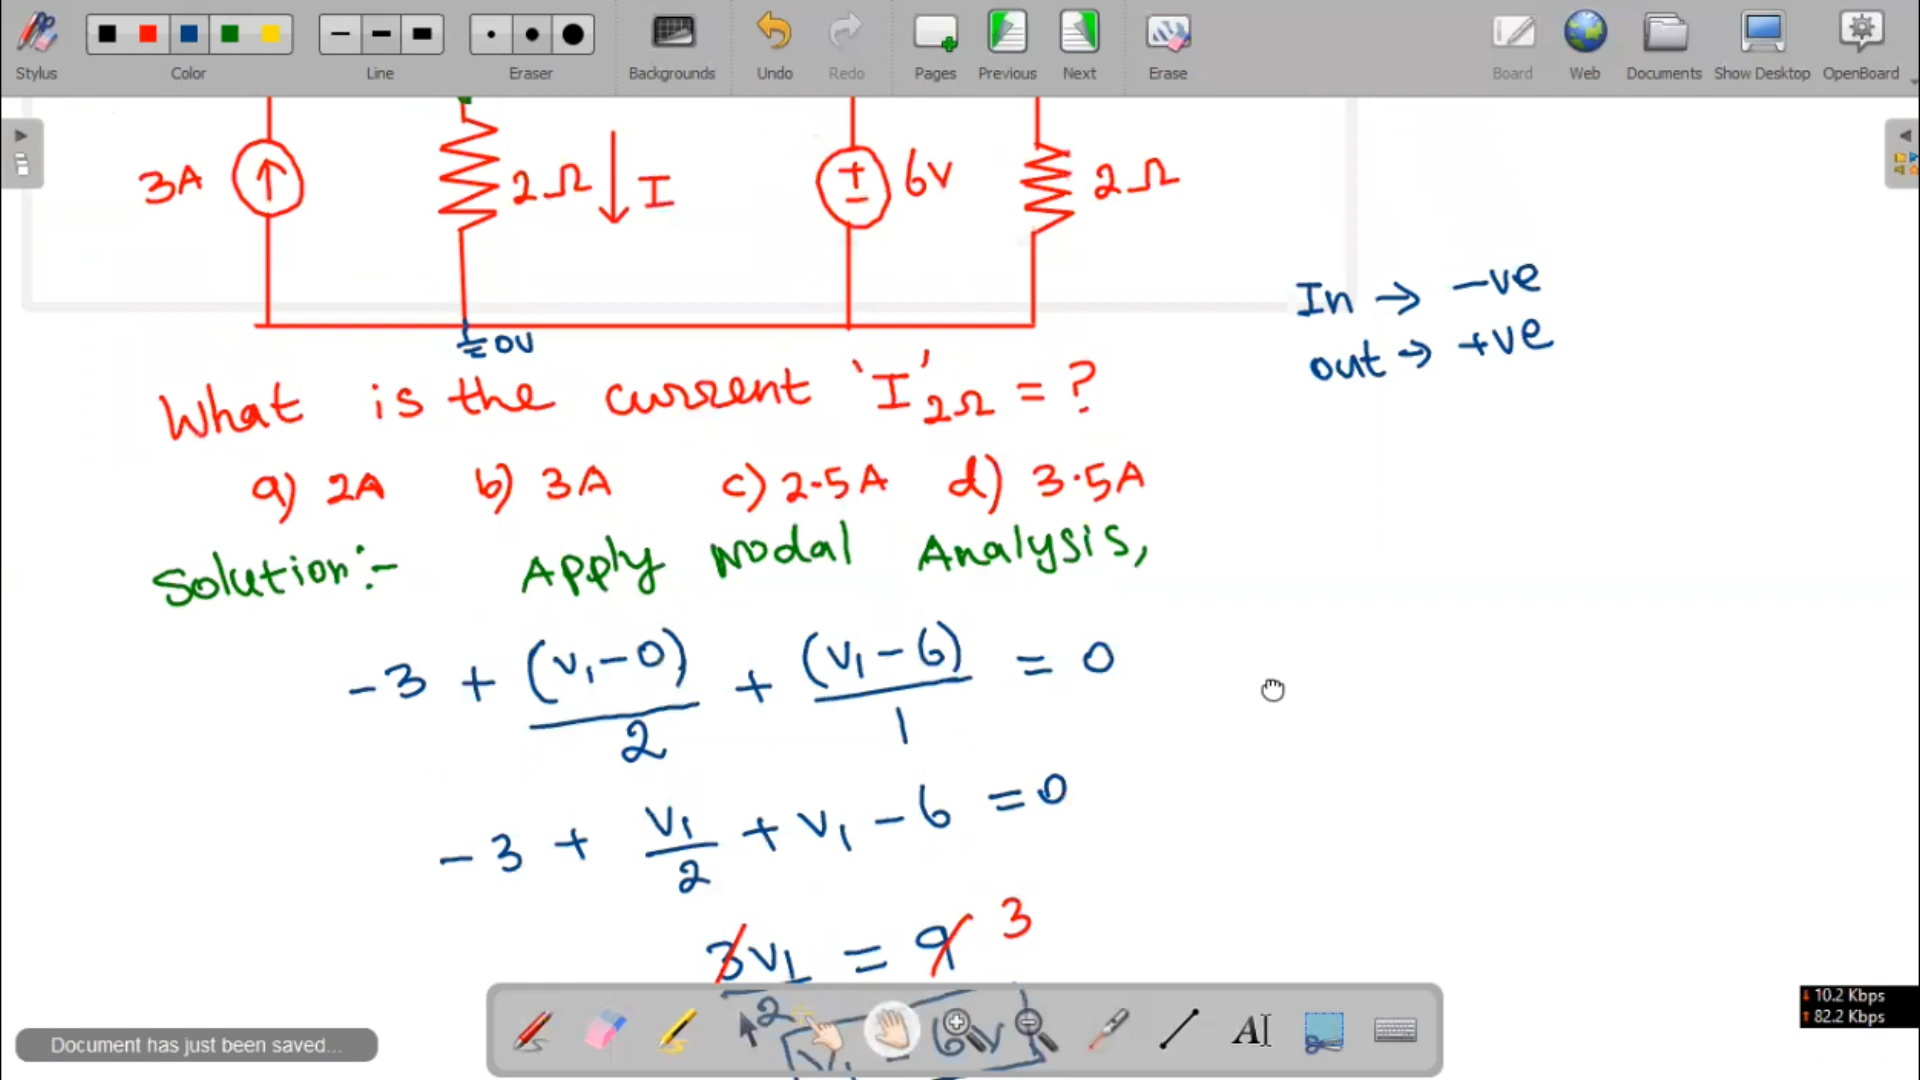 Stylus Color Line Eraser Backgrounds Undo Redo Pages Previous Next Erase Board Web Documents Show Desktop OpenBoard
3A 2Ω I 6V 2Ω
0V
In → -ve
out → +ve
What is the current 'I'2Ω = ?
a) 2A b) 3A c) 2.5A d) 3.5A
Solution:- Apply Nodal Analysis,
-3 + (V1-0)/2 + (V1-6)/1 = 0
-3 + V1/2 + V1 - 6 = 0
3V1/2 = 9 3
V1 = 6V
Document has just been saved...
10.2 Kbps
82.2 Kbps